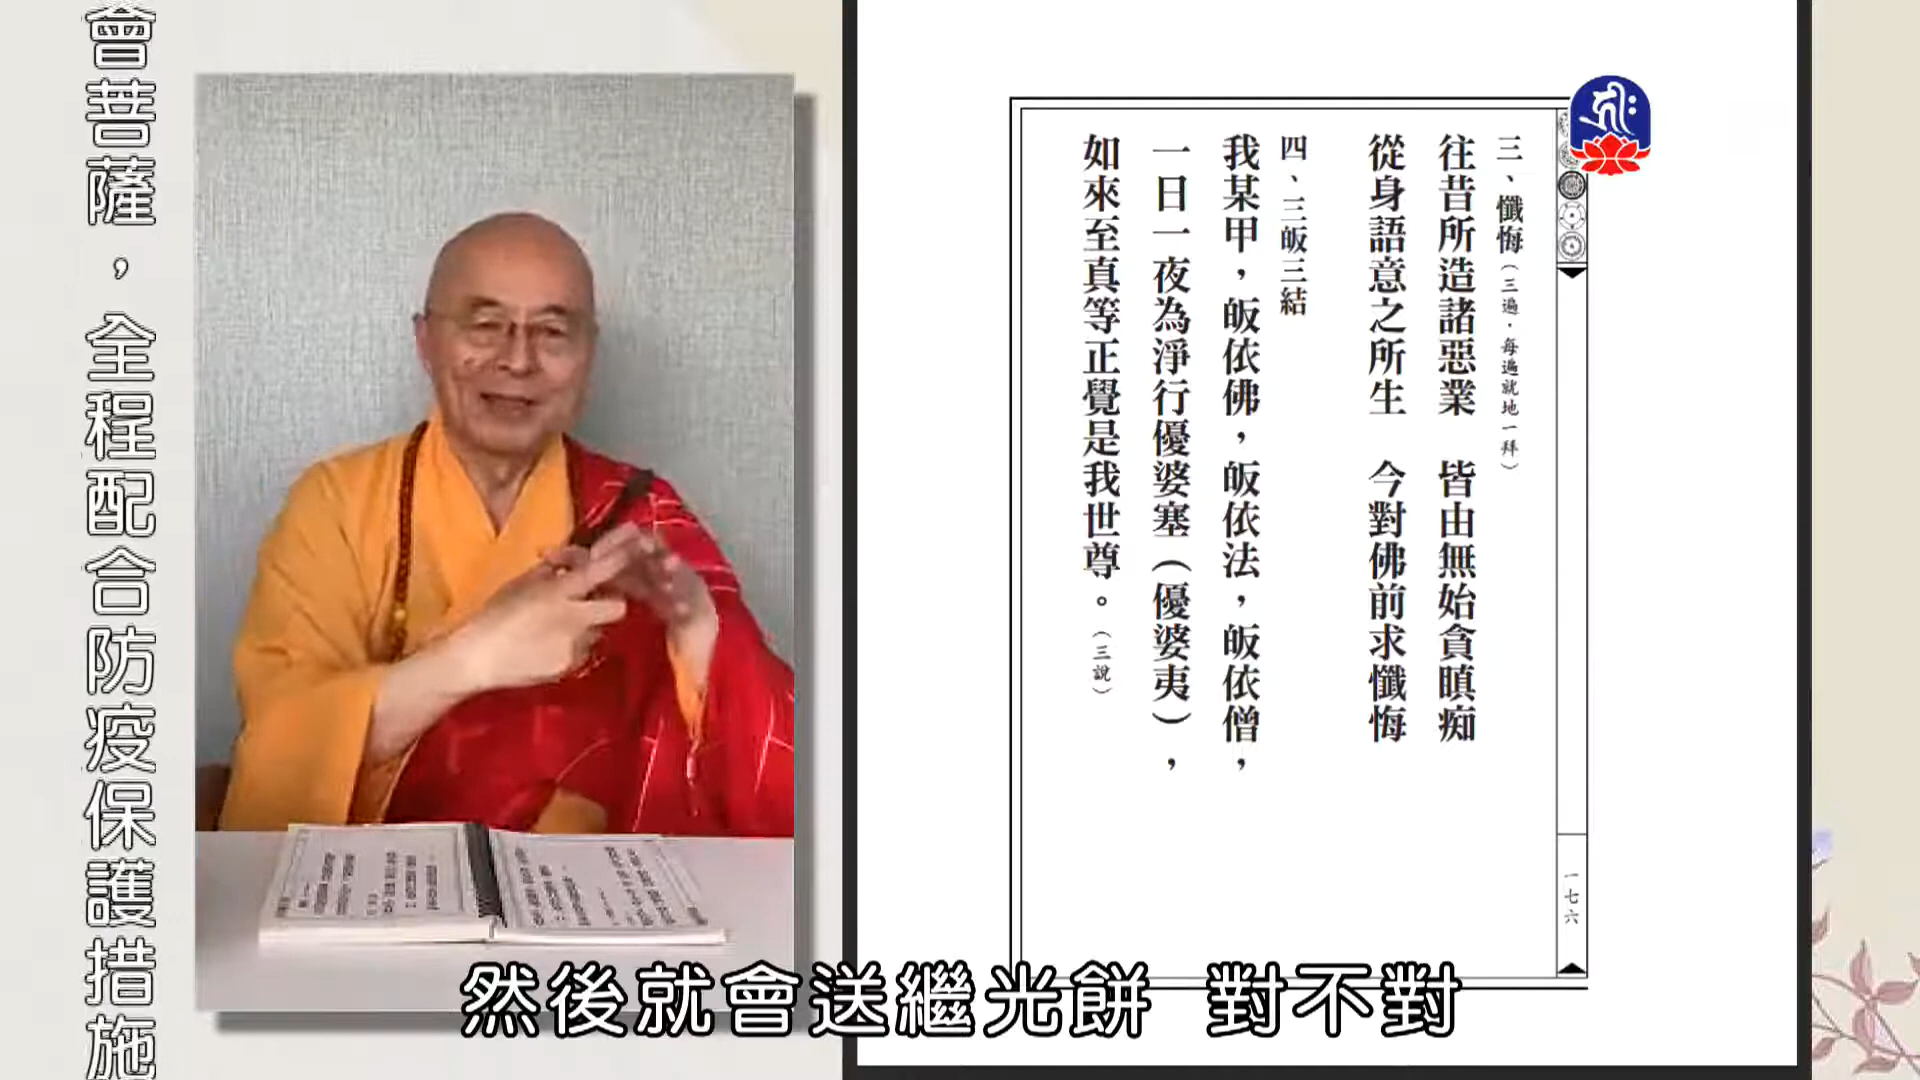 會菩薩，全程配合防疫保護措施
三、懺悔（三遍．每遍就地一拜）
往昔所造諸惡業　皆由無始貪瞋痴
從身語意之所生　今對佛前求懺悔
四、三皈三結
我某甲，皈依佛，皈依法，皈依僧，
一日一夜為淨行優婆塞（優婆夷），
如來至真等正覺是我世尊。（三說）
一七六
然後就會送繼光餅　對不對